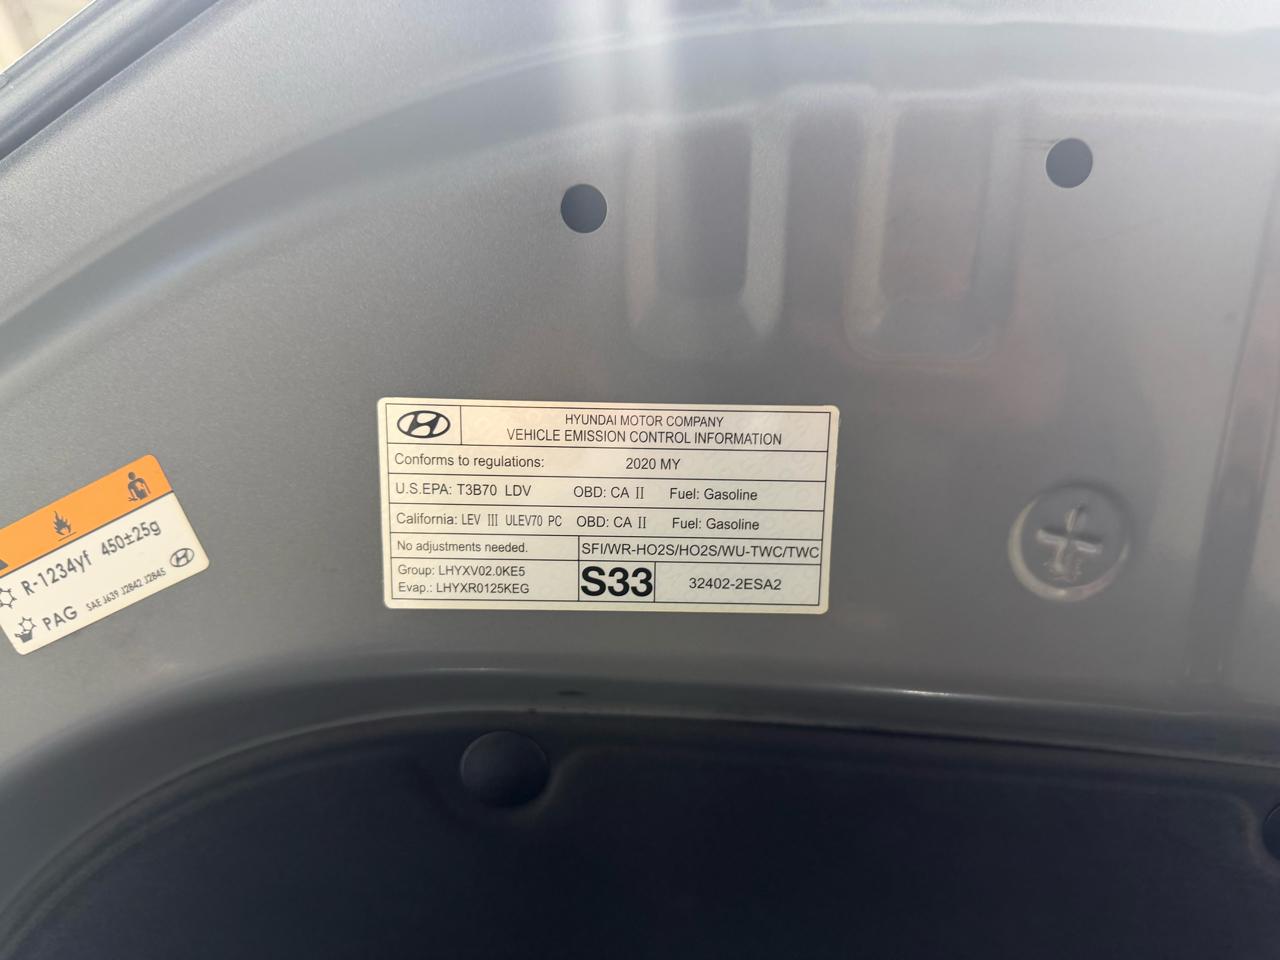 HYUNDAI MOTOR COMPANY
VEHICLE EMISSION CONTROL INFORMATION
Conforms to regulations: 2020 MY
U.S.EPA: T3B70 LDV OBD: CA II Fuel: Gasoline
California: LEV III ULEV70 PC OBD: CA II Fuel: Gasoline
No adjustments needed. SFI/WR-HO2S/HO2S/WU-TWC/TWC
Group: LHYXV02.0KE5
Evap.: LHYXR0125KEG
S33
32402-2ESA2
R-1234yf 450±25g
PAG SAE J639 J2842 J2845